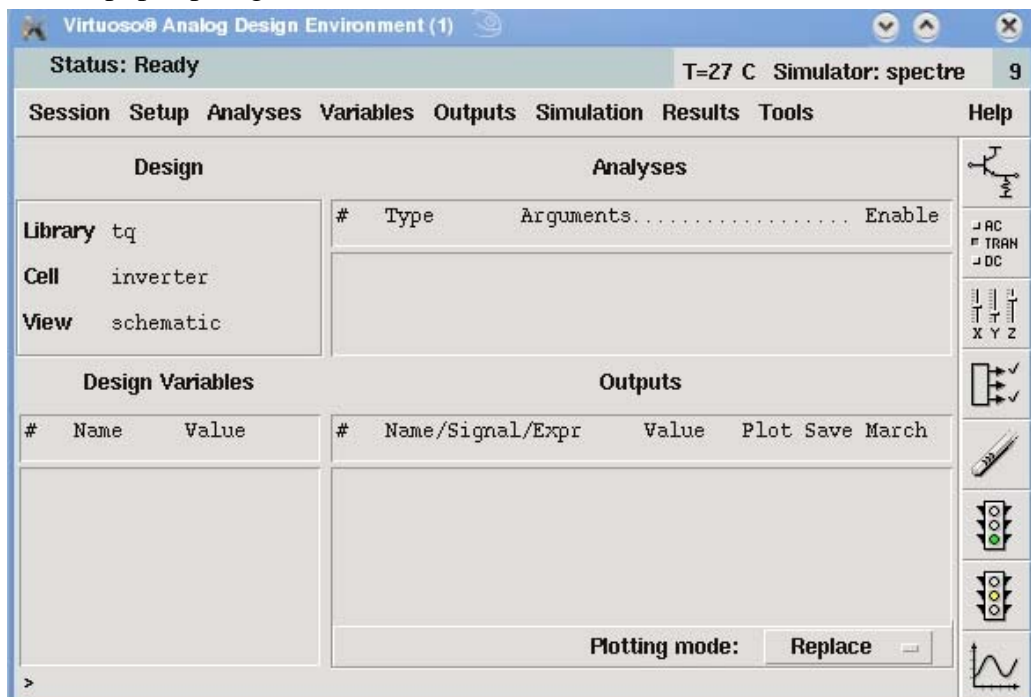 Virtuoso® Analog Design Environment (1)
Status: Ready
T=27 C Simulator: spectre 9
Session Setup Analyses Variables Outputs Simulation Results Tools Help
Design
Analyses
Library tq
Cell inverter
View schematic
# Type Arguments................... Enable
AC
TRAN
DC
X Y Z
Design Variables
Outputs
# Name Value
# Name/Signal/Expr Value Plot Save March
Plotting mode: Replace
>